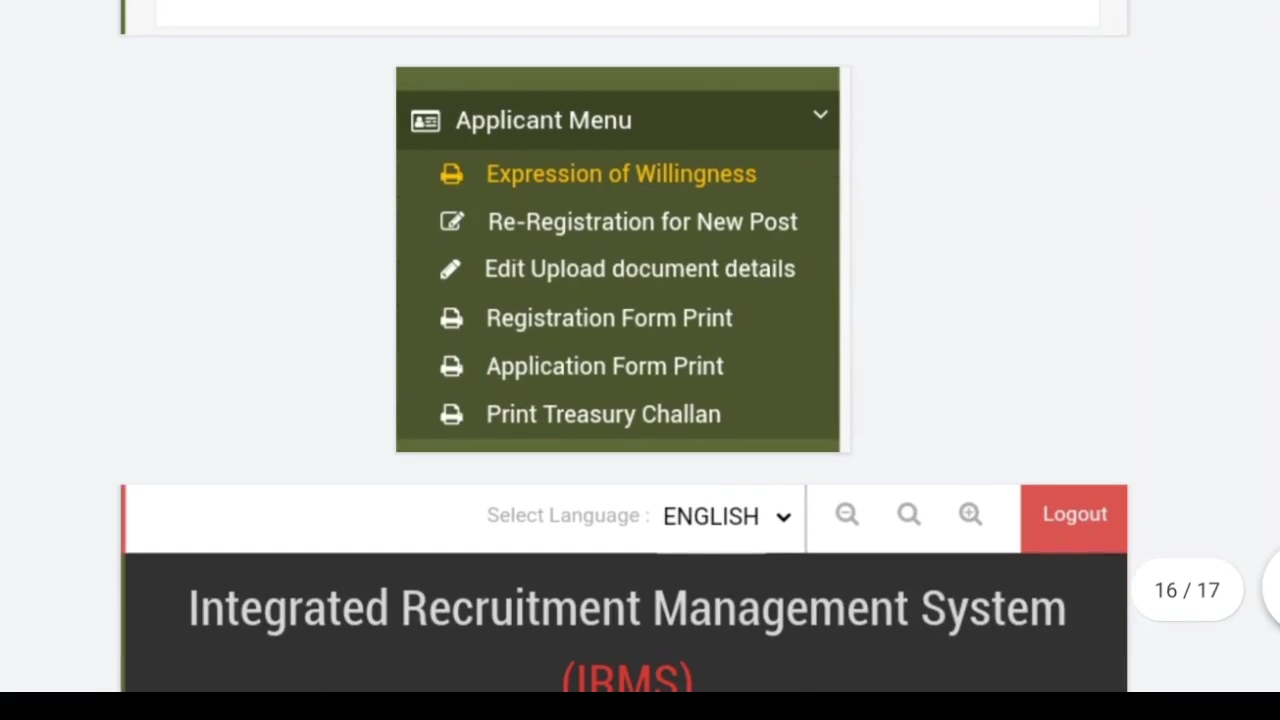 Applicant Menu
Expression of Willingness
Re-Registration for New Post
Edit Upload document details
Registration Form Print
Application Form Print
Print Treasury Challan
Select Language : ENGLISH
Logout
Integrated Recruitment Management System
(IRMS)
16 / 17